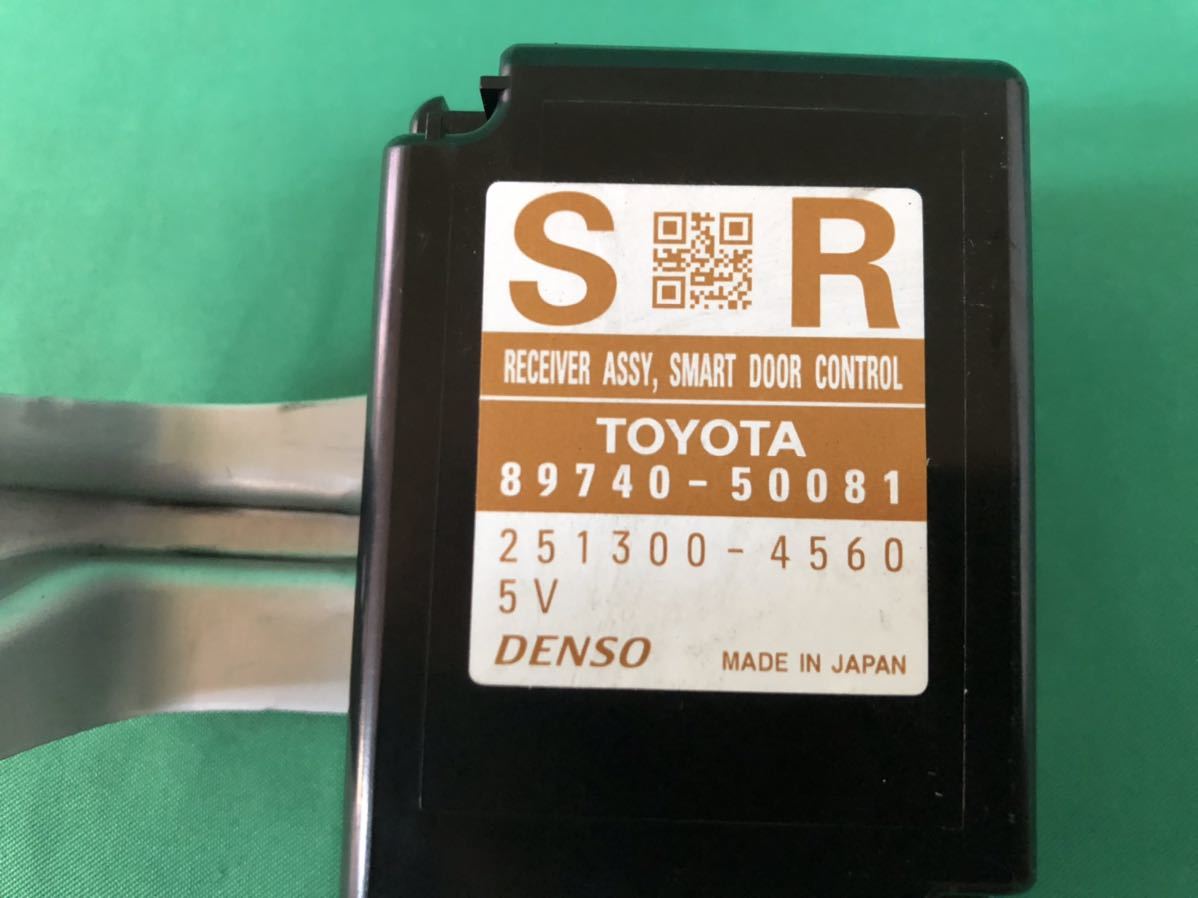 S R
RECEIVER ASSY, SMART DOOR CONTROL
TOYOTA
89740-50081
251300-4560
5V
DENSO MADE IN JAPAN